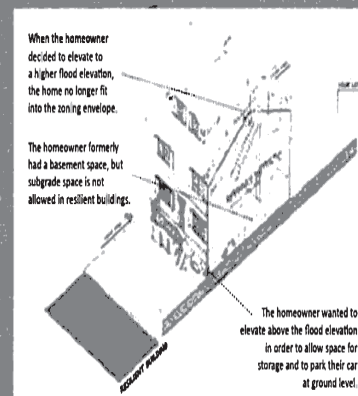 When the homeowner
decided to elevate to
a higher flood elevation,
the home no longer fit
into the zoning envelope.
The homeowner formerly
had a basement space, but
subgrade space is not
allowed in resilient buildings.
The homeowner wanted to
elevate above the flood elevation
in order to allow space for
storage and to park their car
at ground level.
RESILIENT BUILDING